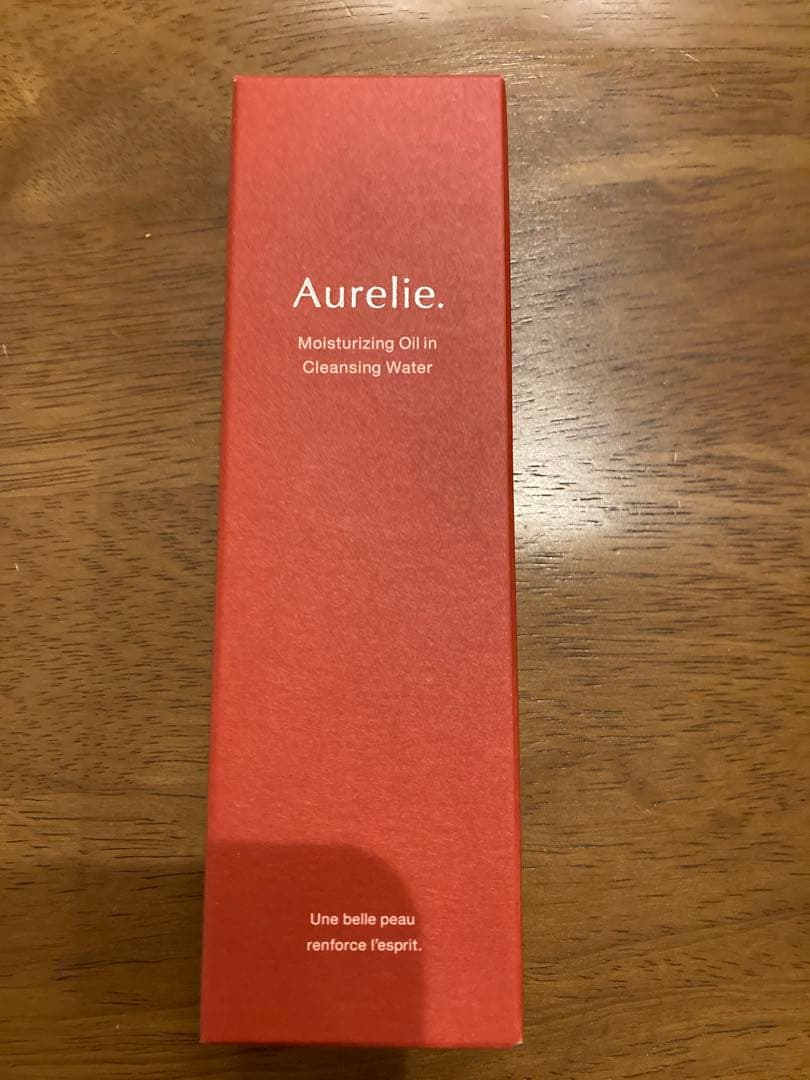 Aurelie.
Moisturizing Oil in
Cleansing Water
Une belle peau
renforce l'esprit.